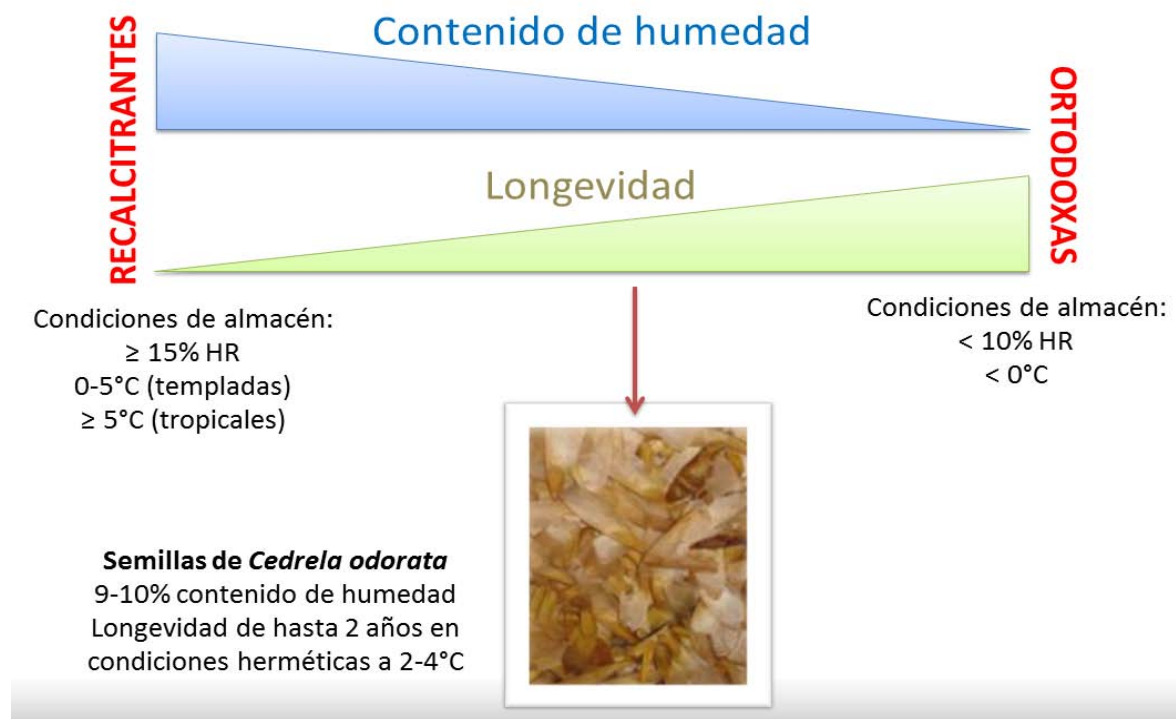 Contenido de humedad
RECALCITRANTES
ORTODOXAS
Longevidad
Condiciones de almacén:
≥ 15% HR
0-5°C (templadas)
≥ 5°C (tropicales)
Condiciones de almacén:
< 10% HR
< 0°C
Semillas de Cedrela odorata
9-10% contenido de humedad
Longevidad de hasta 2 años en
condiciones herméticas a 2-4°C